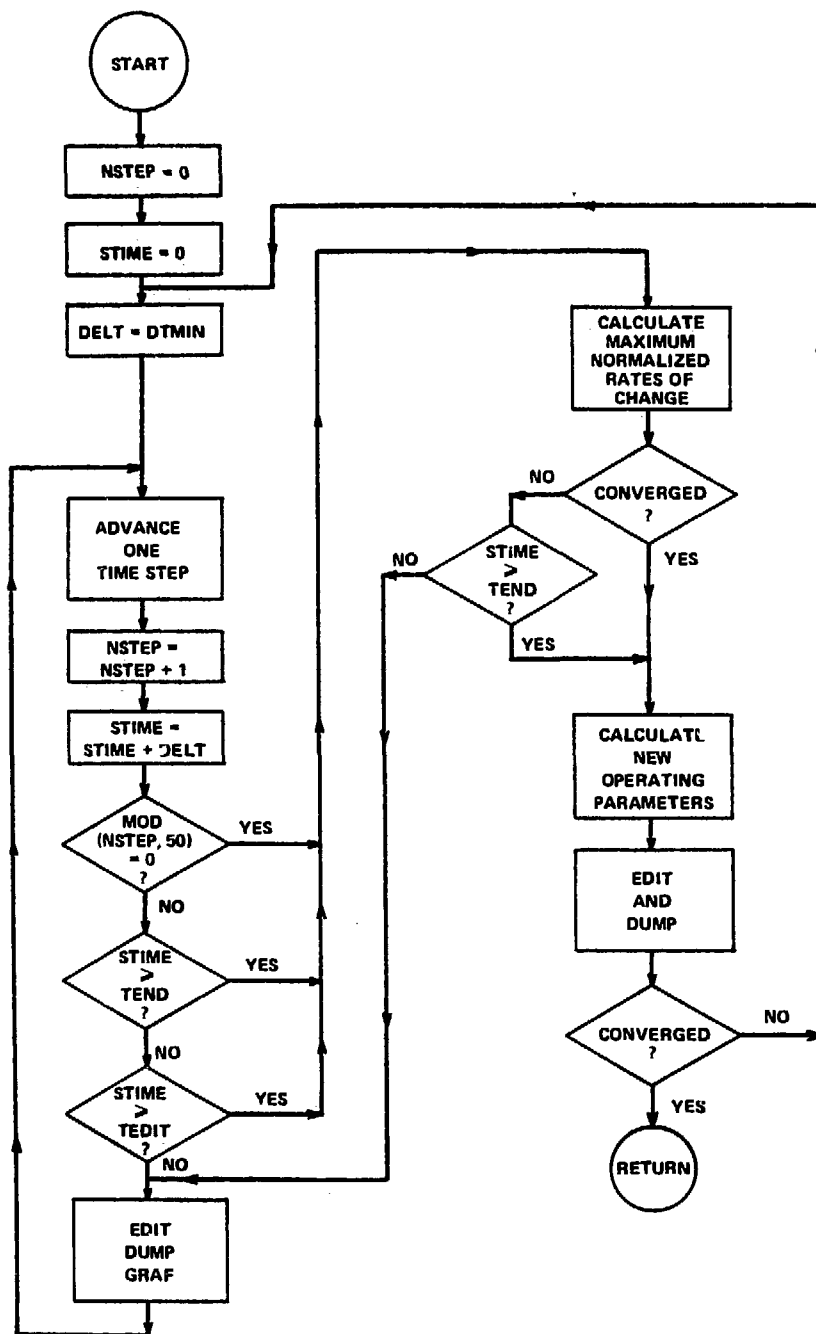 START
NSTEP = 0
STIME = 0
DELT = DTMIN
ADVANCE
ONE
TIME STEP
NSTEP =
NSTEP + 1
STIME =
STIME + DELT
MOD
(NSTEP, 50)
= 0
?
YES
NO
STIME
⩾
TEND
?
YES
NO
STIME
⩾
TEDIT
?
YES
NO
EDIT
DUMP
GRAF
CALCULATE
MAXIMUM
NORMALIZED
RATES OF
CHANGE
CONVERGED
?
NO
YES
STIME
⩾
TEND
?
NO
YES
CALCULATE
NEW
OPERATING
PARAMETERS
EDIT
AND
DUMP
CONVERGED
?
NO
YES
RETURN